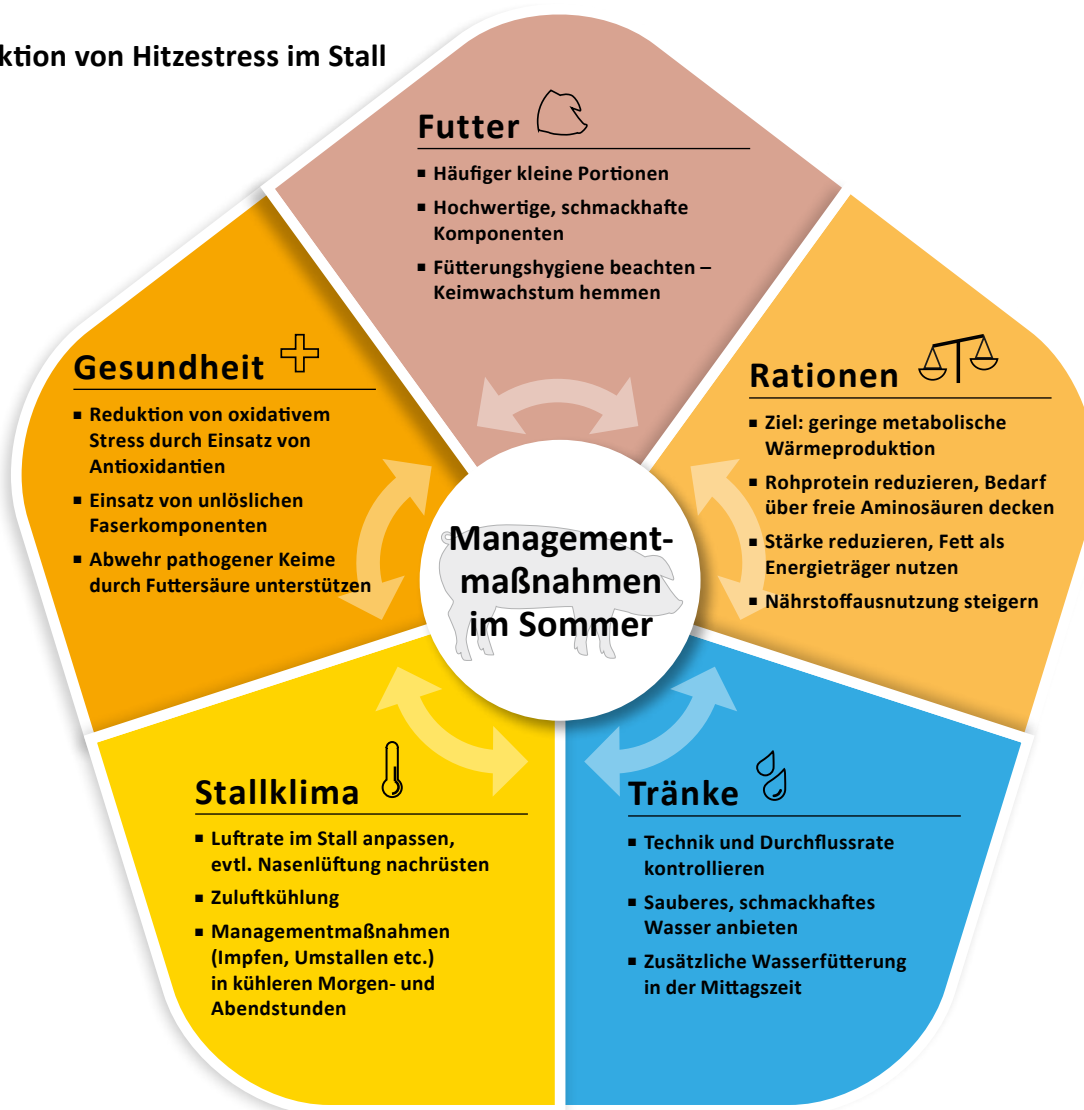 ktion von Hitzestress im Stall
Futter
▪ Häufiger kleine Portionen
▪ Hochwertige, schmackhafte
Komponenten
▪ Fütterungshygiene beachten –
Keimwachstum hemmen
Gesundheit
▪ Reduktion von oxidativem
Stress durch Einsatz von
Antioxidantien
▪ Einsatz von unlöslichen
Faserkomponenten
▪ Abwehr pathogener Keime
durch Futtersäure unterstützen
Rationen
▪ Ziel: geringe metabolische
Wärmeproduktion
▪ Rohprotein reduzieren, Bedarf
über freie Aminosäuren decken
▪ Stärke reduzieren, Fett als
Energieträger nutzen
▪ Nährstoffausnutzung steigern
Management-
maßnahmen
im Sommer
Stallklima
▪ Luftrate im Stall anpassen,
evtl. Nasenlüftung nachrüsten
▪ Zuluftkühlung
▪ Managementmaßnahmen
(Impfen, Umstallen etc.)
in kühleren Morgen- und
Abendstunden
Tränke
▪ Technik und Durchflussrate
kontrollieren
▪ Sauberes, schmackhaftes
Wasser anbieten
▪ Zusätzliche Wasserfütterung
in der Mittagszeit